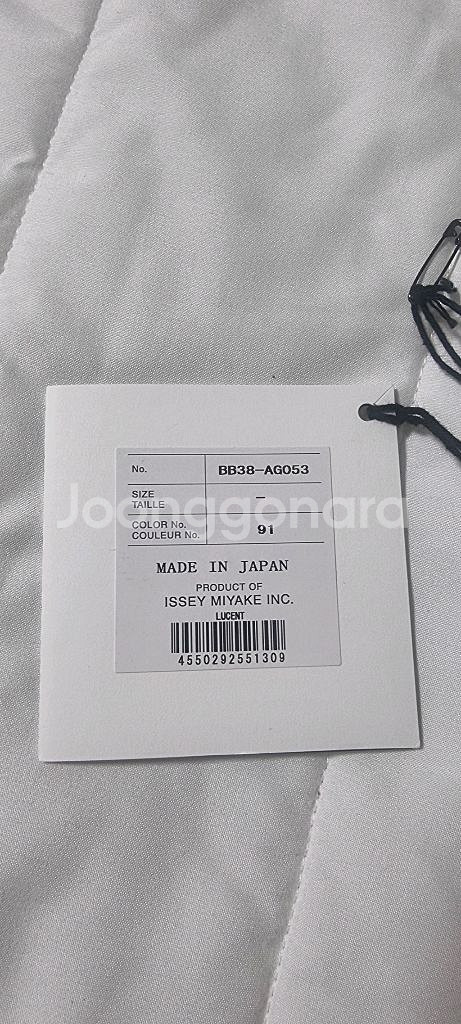 No. BB38-AG053
SIZE
TAILLE -
COLOR No.
COULEUR No. 91
MADE IN JAPAN
PRODUCT OF
ISSEY MIYAKE INC.
LUCENT
4550292551309
Joonggonara